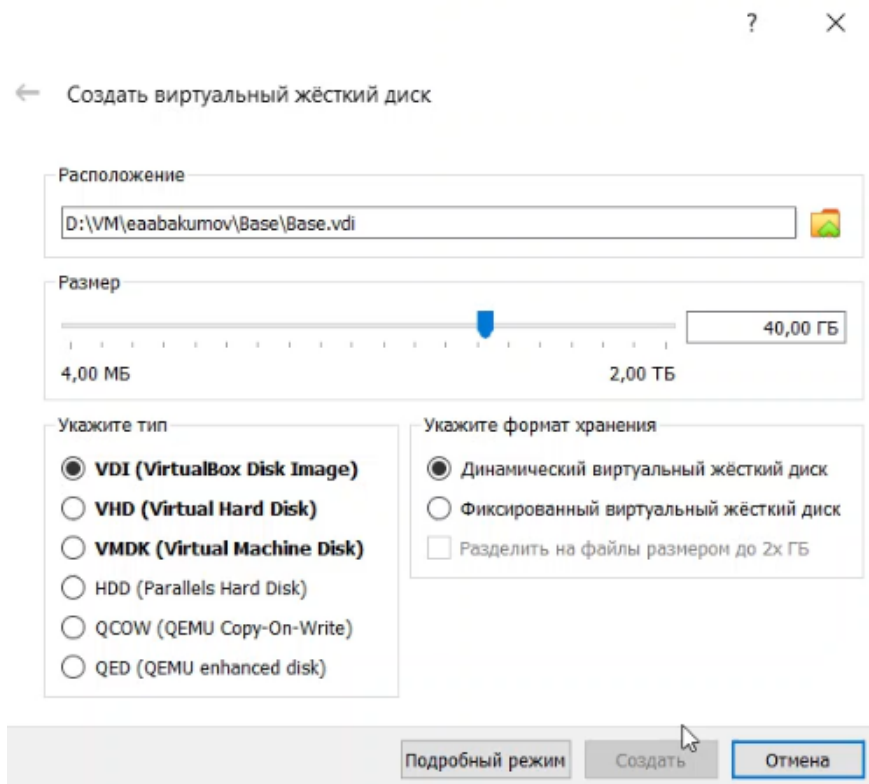 ?
Создать виртуальный жёсткий диск
Расположение
D:\VM\eaabakumov\Base\Base.vdi
Размер
40,00 ГБ
4,00 МБ 2,00 ТБ
Укажите тип
VDI (VirtualBox Disk Image)
VHD (Virtual Hard Disk)
VMDK (Virtual Machine Disk)
HDD (Parallels Hard Disk)
QCOW (QEMU Copy-On-Write)
QED (QEMU enhanced disk)
Укажите формат хранения
Динамический виртуальный жёсткий диск
Фиксированный виртуальный жёсткий диск
Разделить на файлы размером до 2х ГБ
Подробный режим Создать Отмена